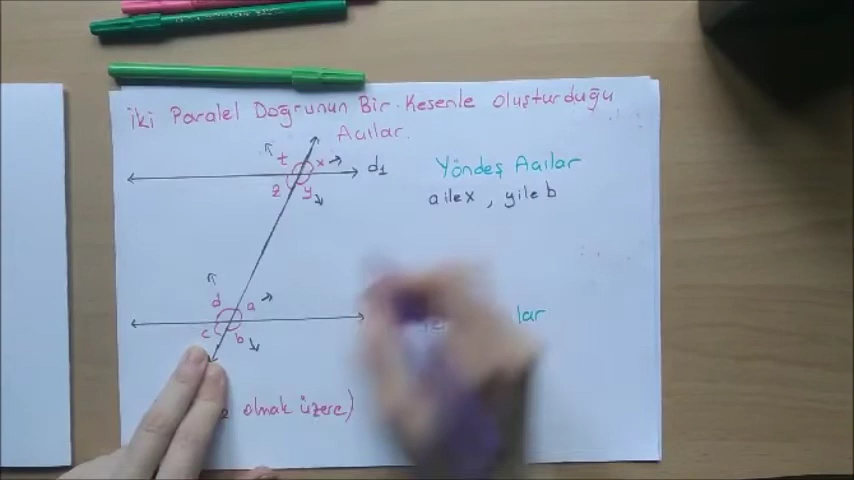 İki Paralel Doğrunun Bir Kesenle oluşturduğu
Açılar.
t x d1
z y
Yöndeş Açılar
a ile x, y ile b
d a
c b
lar
olmak üzere)